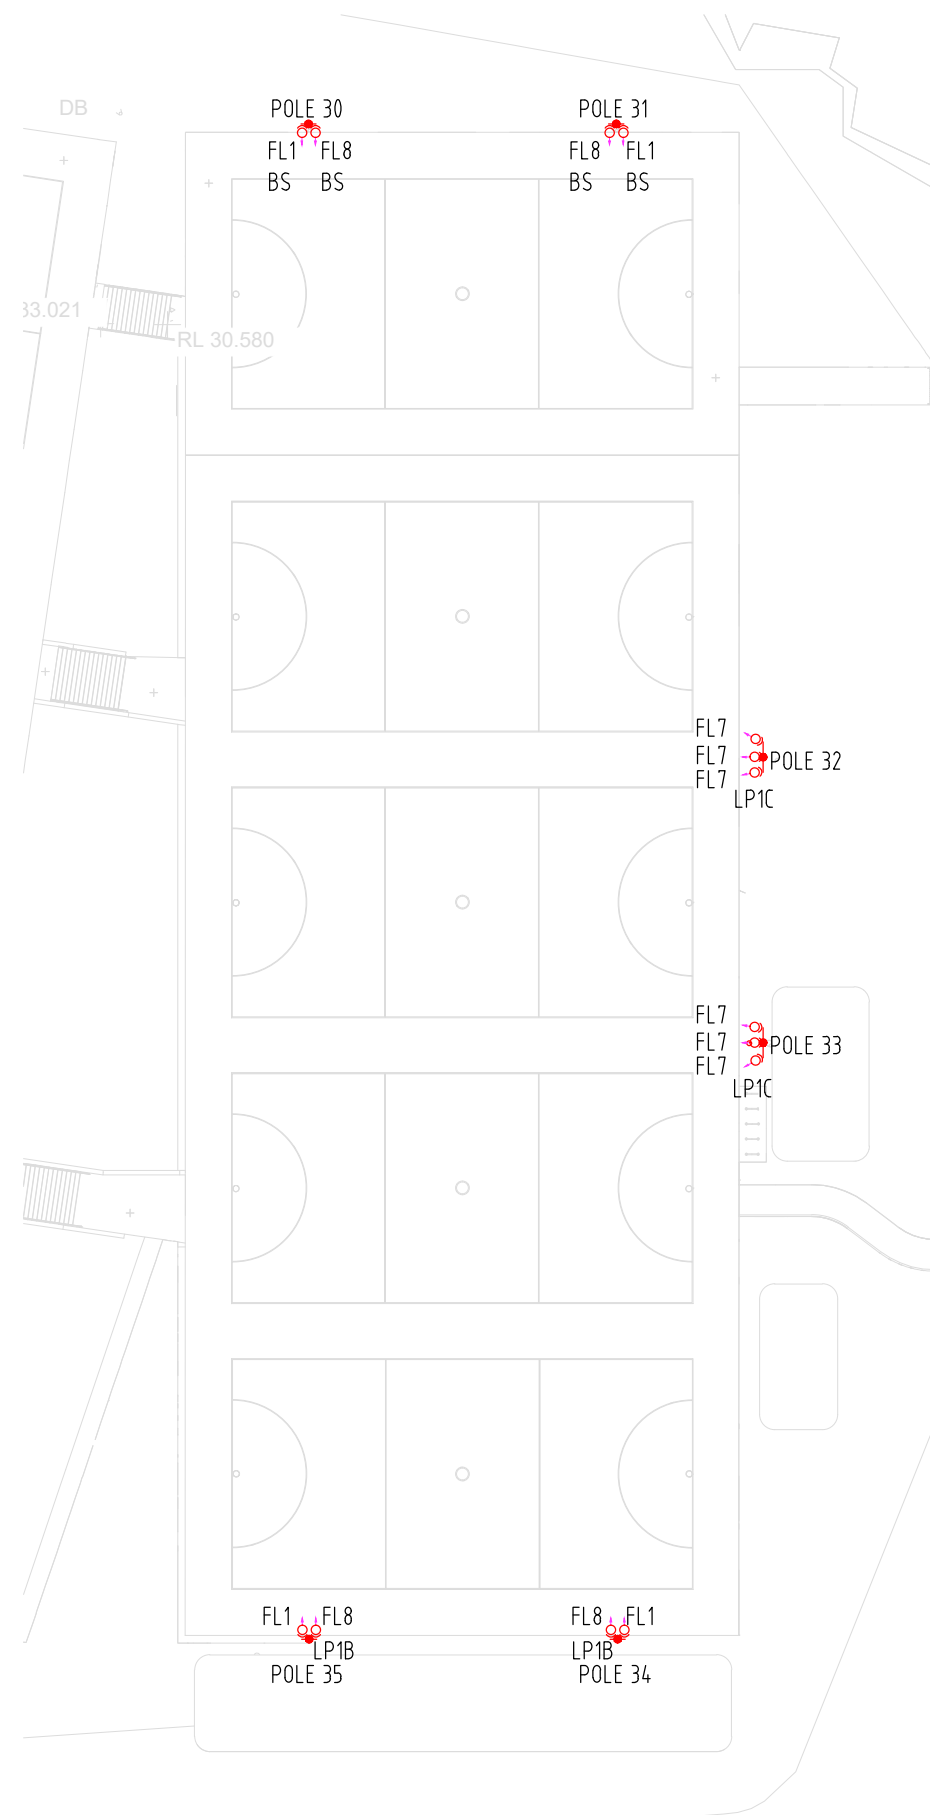 DB
POLE 30
POLE 31
FL1 FL8
FL8 FL1
BS BS
BS BS
33.021
RL 30.580
FL7
FL7
POLE 32
FL7
LP1C
FL7
FL7
POLE 33
FL7
LP1C
FL1 FL8
FL8 FL1
LP1B
LP1B
POLE 35
POLE 34